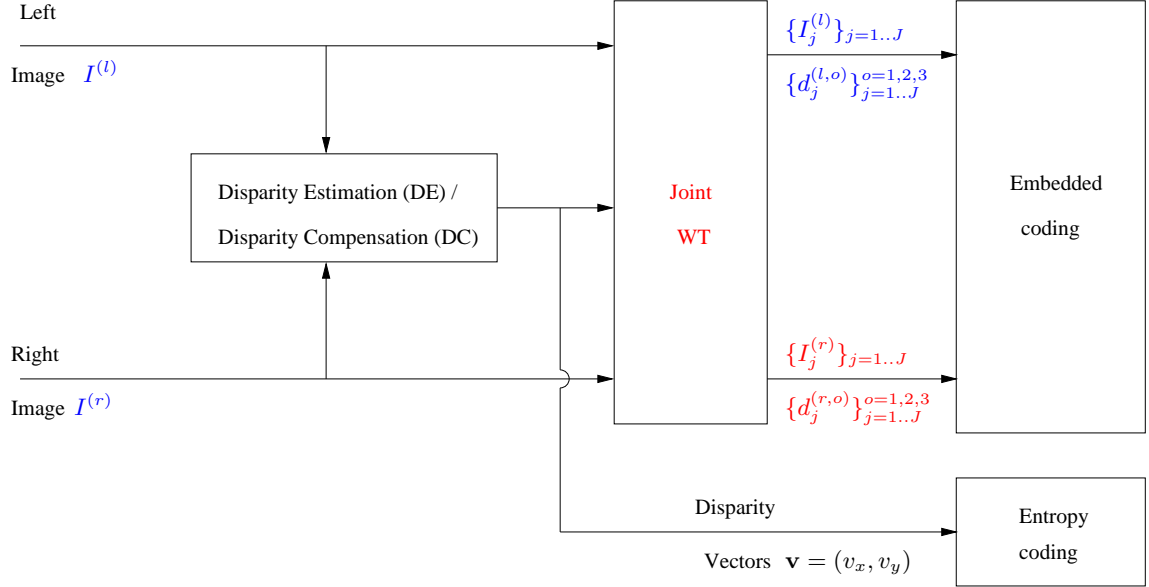 Left
Image I^{(l)}
Disparity Estimation (DE) /
Disparity Compensation (DC)
Right
Image I^{(r)}
Joint
WT
\{I_j^{(l)}\}_{j=1..J}
\{d_j^{(l,o)}\}_{j=1..J}^{o=1,2,3}
\{I_j^{(r)}\}_{j=1..J}
\{d_j^{(r,o)}\}_{j=1..J}^{o=1,2,3}
Embedded
coding
Disparity
Vectors v = (v_x, v_y)
Entropy
coding